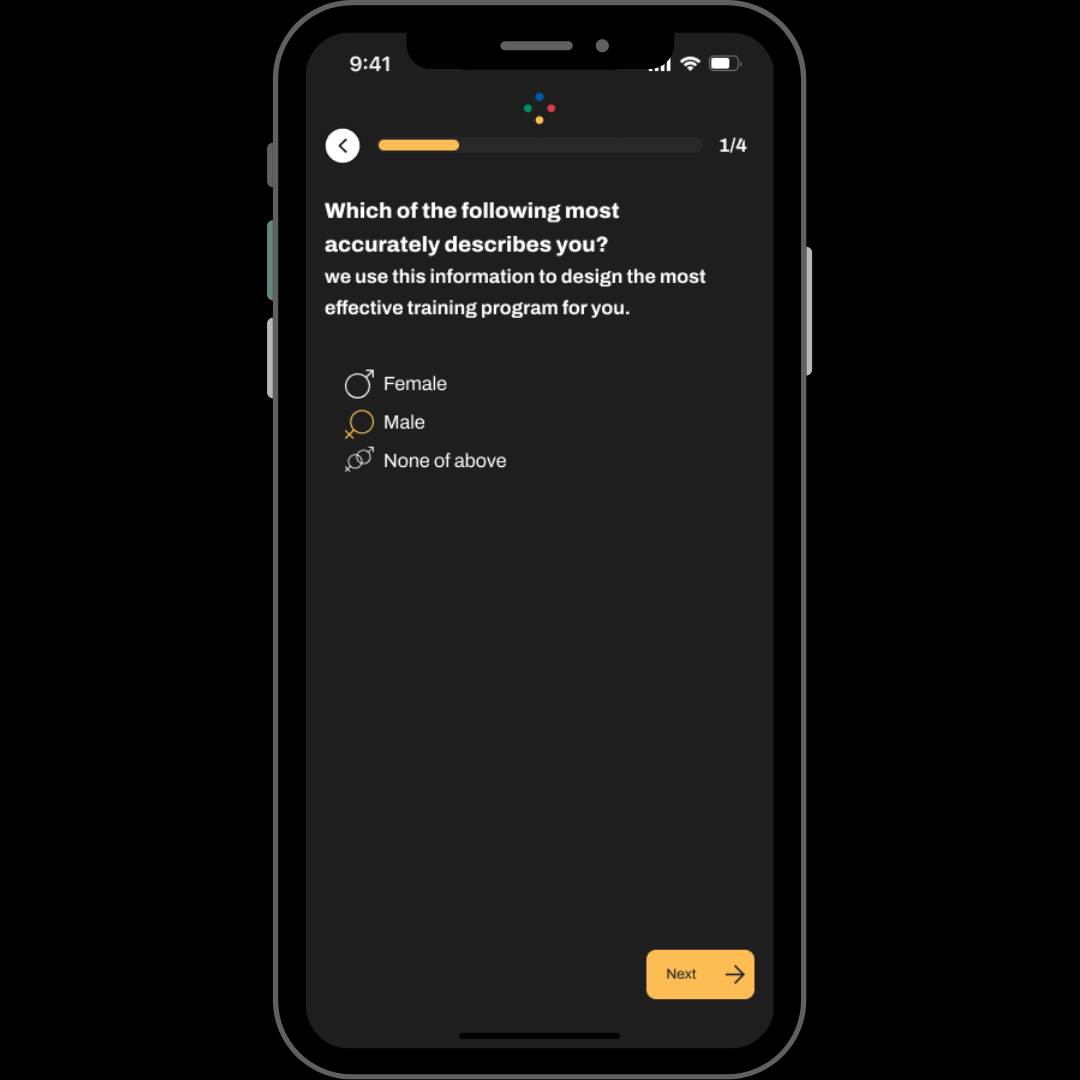 9:41
1/4
Which of the following most
accurately describes you?
we use this information to design the most
effective training program for you.
Female
Male
None of above
Next